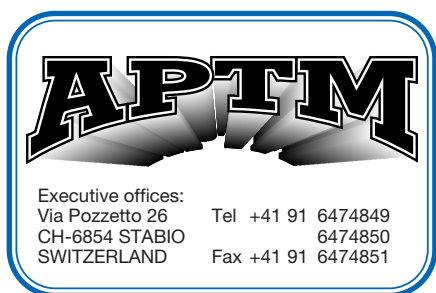 APTM
Executive offices:
Via Pozzetto 26 Tel +41 91 6474849
CH-6854 STABIO 6474850
SWITZERLAND Fax +41 91 6474851